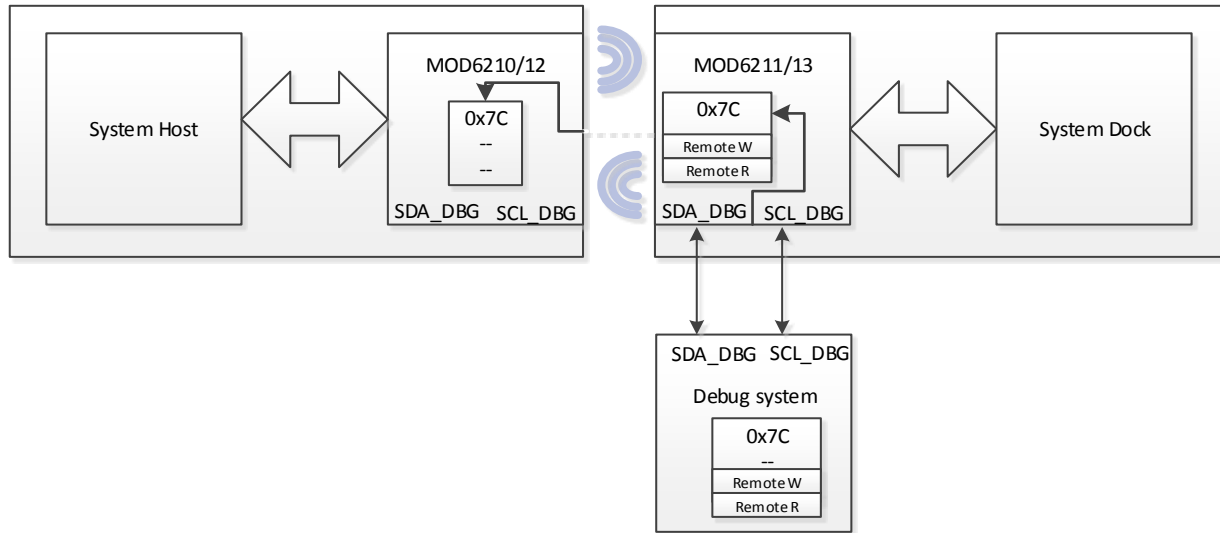 System Host
MOD6210/12
0x7C
--
--
SDA_DBG SCL_DBG
MOD6211/13
0x7C
Remote W
Remote R
SDA_DBG SCL_DBG
System Dock
SDA_DBG SCL_DBG
Debug system
0x7C
--
Remote W
Remote R